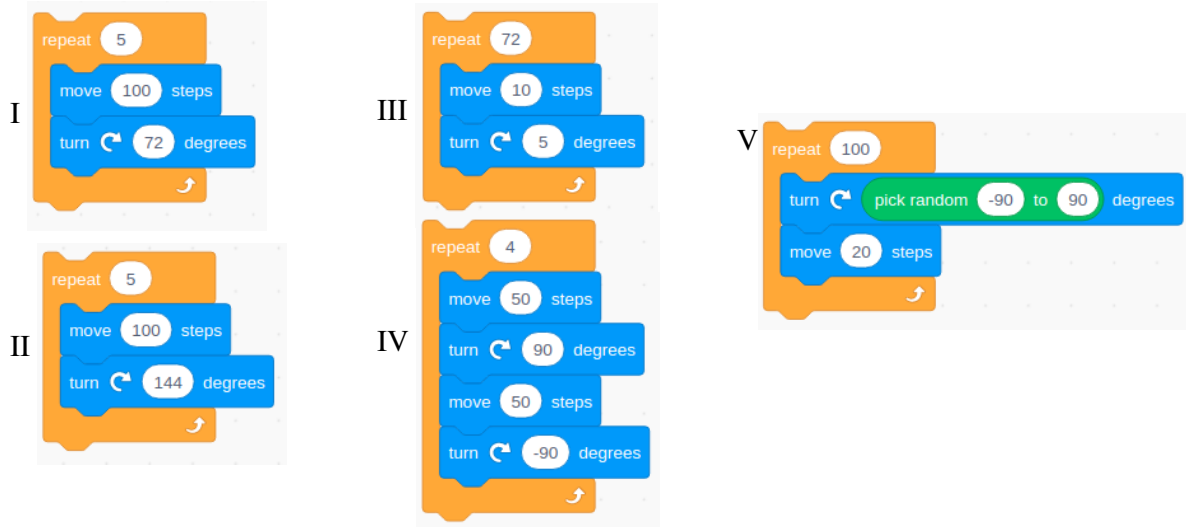 I
repeat 5
move 100 steps
turn 72 degrees
II
repeat 5
move 100 steps
turn 144 degrees
III
repeat 72
move 10 steps
turn 5 degrees
IV
repeat 4
move 50 steps
turn 90 degrees
move 50 steps
turn -90 degrees
V
repeat 100
turn pick random -90 to 90 degrees
move 20 steps